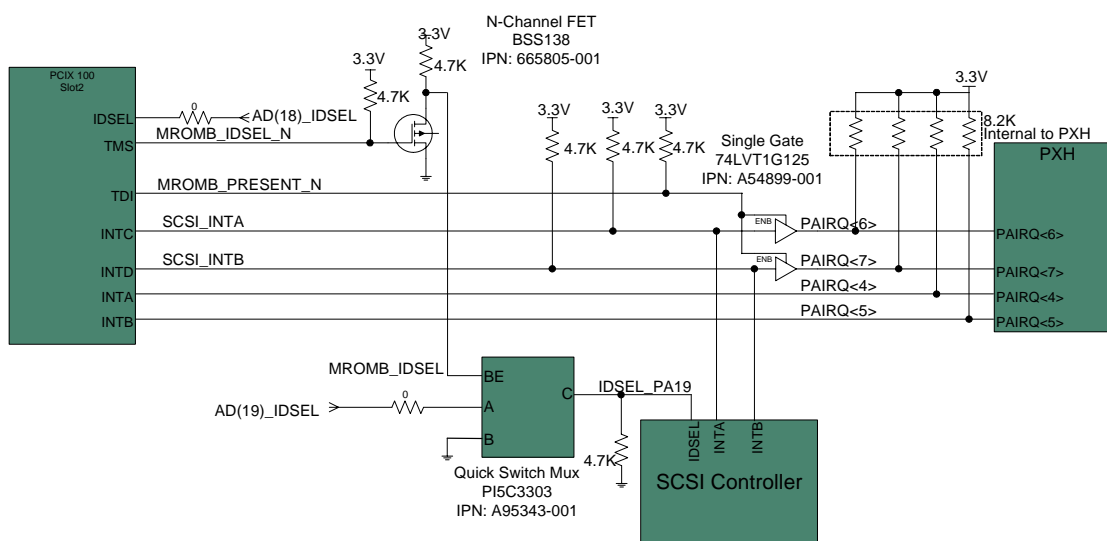 N-Channel FET
BSS138
IPN: 665805-001
3.3V
4.7K
3.3V
4.7K
PCIX 100
Slot2
IDSEL
0
AD(18)_IDSEL
TMS
MROMB_IDSEL_N
TDI
MROMB_PRESENT_N
INTC
SCSI_INTA
INTD
SCSI_INTB
INTA
INTB
3.3V
3.3V
3.3V
4.7K
4.7K
4.7K
Single Gate
74LVT1G125
IPN: A54899-001
ENB
ENB
PAIRQ<6>
PAIRQ<7>
PAIRQ<4>
PAIRQ<5>
3.3V
8.2K
Internal to PXH
PXH
PAIRQ<6>
PAIRQ<7>
PAIRQ<4>
PAIRQ<5>
MROMB_IDSEL
AD(19)_IDSEL
0
BE
A
B
C
Quick Switch Mux
PI5C3303
IPN: A95343-001
IDSEL_PA19
4.7K
IDSEL
INTA
INTB
SCSI Controller